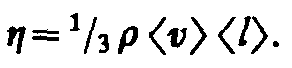 η = ¹/₃ ρ ⟨v⟩ ⟨l⟩.